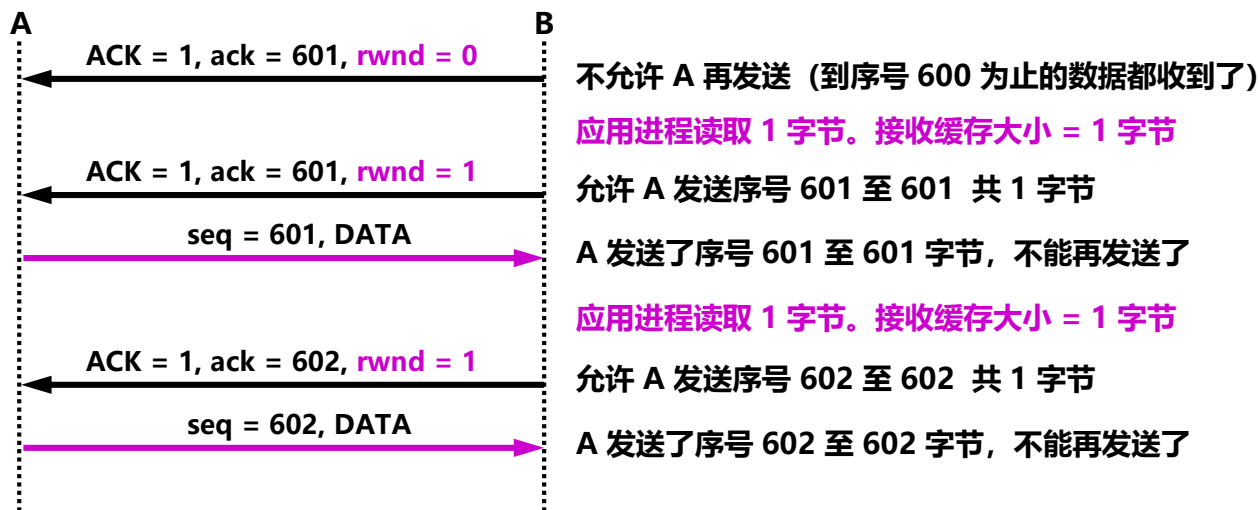 A
B
ACK = 1, ack = 601, rwnd = 0
不允许 A 再发送（到序号 600 为止的数据都收到了）
应用进程读取 1 字节。接收缓存大小 = 1 字节
ACK = 1, ack = 601, rwnd = 1
允许 A 发送序号 601 至 601 共 1 字节
seq = 601, DATA
A 发送了序号 601 至 601 字节，不能再发送了
应用进程读取 1 字节。接收缓存大小 = 1 字节
ACK = 1, ack = 602, rwnd = 1
允许 A 发送序号 602 至 602 共 1 字节
seq = 602, DATA
A 发送了序号 602 至 602 字节，不能再发送了